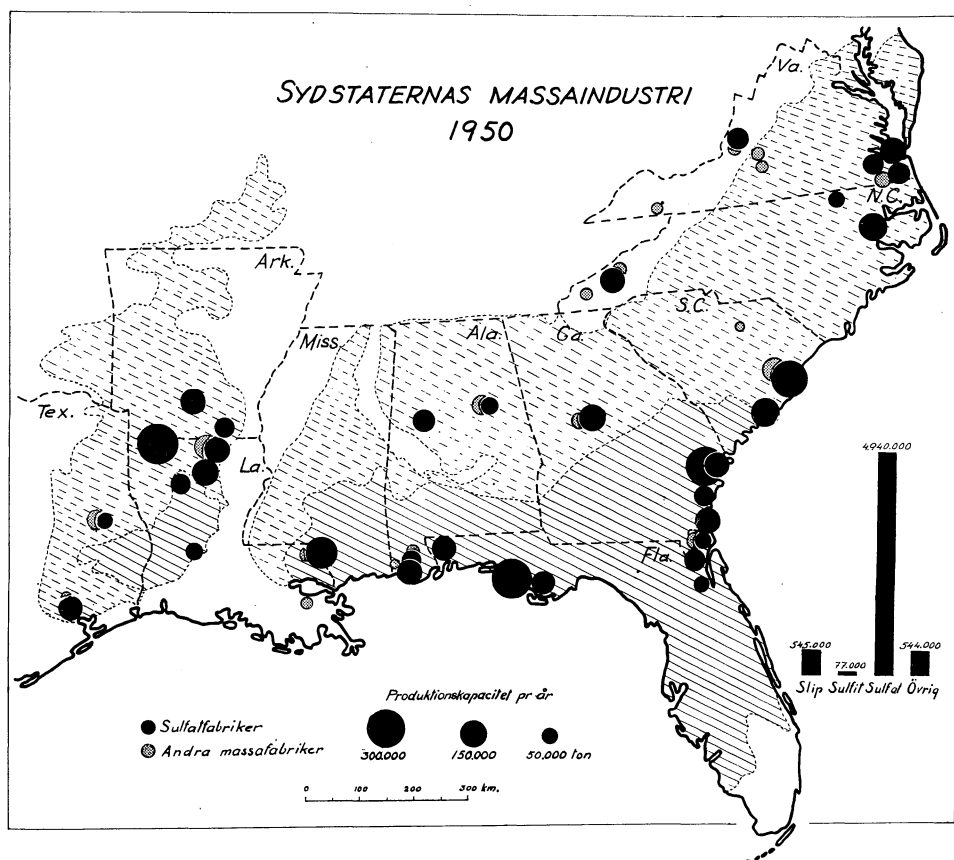 SYDSTATERNAS MASSAINDUSTRI
1950
Va.
N.C.
Ark.
S.C.
Miss.
Ala.
Ga.
Tex.
La.
Fla.
4.940.000
545.000
77.000
544.000
Slip Sulfit Sulfat Övrig
Produktionskapacitet pr år
Sulfatfabriker
Andra massafabriker
300.000 150.000 50.000 ton
0 100 200 300 km.